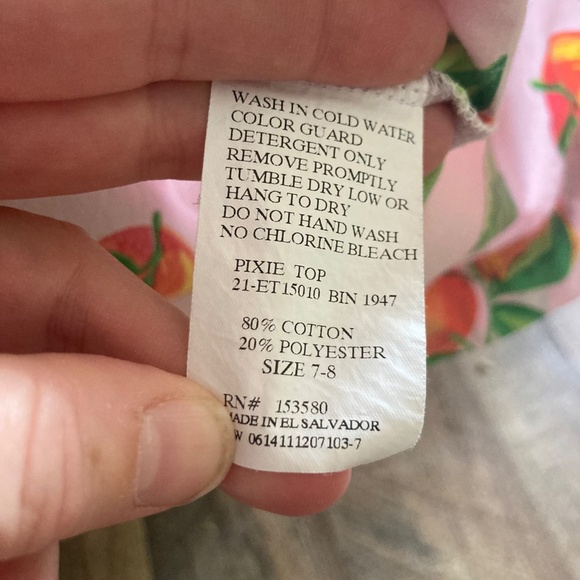 WASH IN COLD WATER
COLOR GUARD
DETERGENT ONLY
REMOVE PROMPTLY
TUMBLE DRY LOW OR
HANG TO DRY
DO NOT HAND WASH
NO CHLORINE BLEACH
PIXIE TOP
21-ET15010 BIN 1947
80% COTTON
20% POLYESTER
SIZE 7-8
RN# 153580
MADE IN EL SALVADOR
W 0614111207103-7